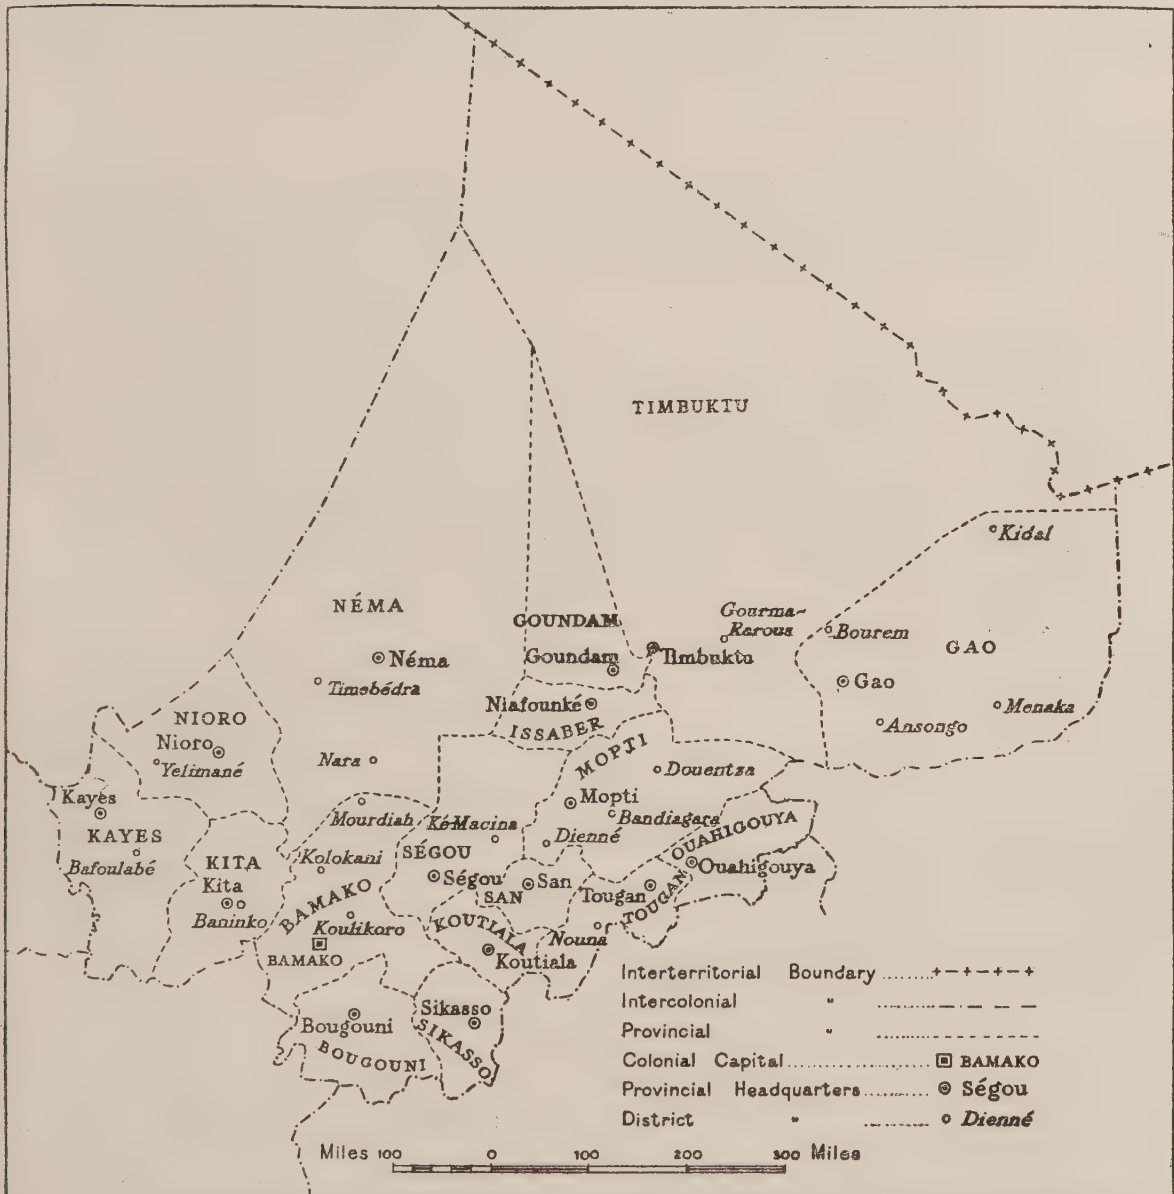 TIMBUKTU
Kidal
NÉMA
GOUNDAM
Gourma-
Rarous
Bourem
GAO
Néma
Goundam
Timbuktu
Timobédra
Gao
Niafounké
Menaka
NIORO
ISSABER
Ansongo
Nioro
MOPTI
Yelimané
Nara
Douentza
Kayes
Mopti
Mourdiah
Ké Macina
Bandiagara
KAYES
Dienné
OUAHIGOUYA
SÉGOU
Bafoulabé
KITA
Kolokani
Ouahigouya
Kita
Ségou
San
Tougan
SAN
TOUGAN
BAMAKO
Baninko
Koulikoro
KOUTIALA
Nouna
BAMAKO
Koutiala
Sikasso
Bougouni
SIKASSO
BOUGOUNI
Interterritorial Boundary ...... +–+–+–+
Intercolonial " ............
Provincial " ............
Colonial Capital ............ BAMAKO
Provincial Headquarters ........ Ségou
District " ............ Dienné
Miles 100 0 100 200 300 Miles